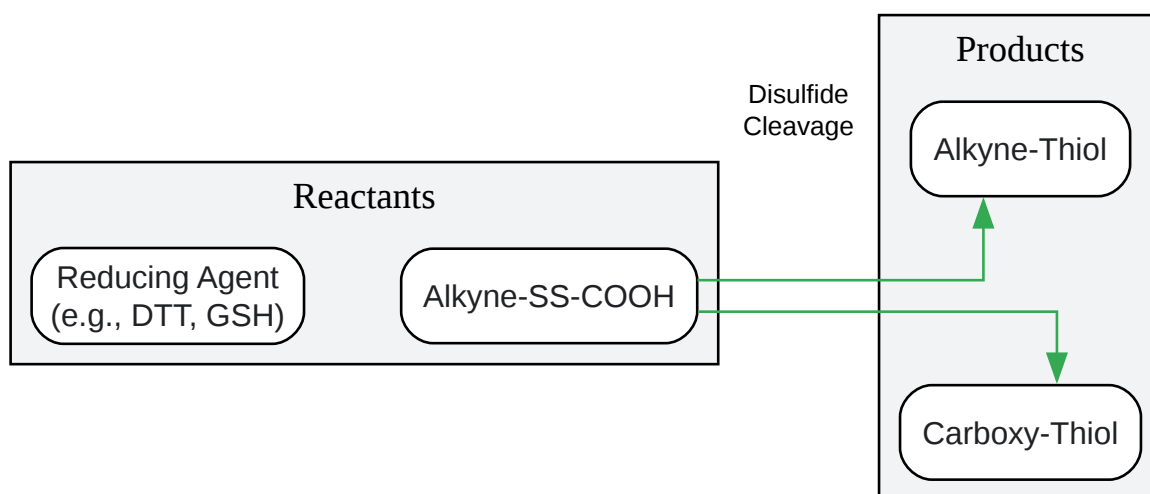 Reactants
Reducing Agent
(e.g., DTT, GSH)
Alkyne-SS-COOH
Disulfide
Cleavage
Products
Alkyne-Thiol
Carboxy-Thiol